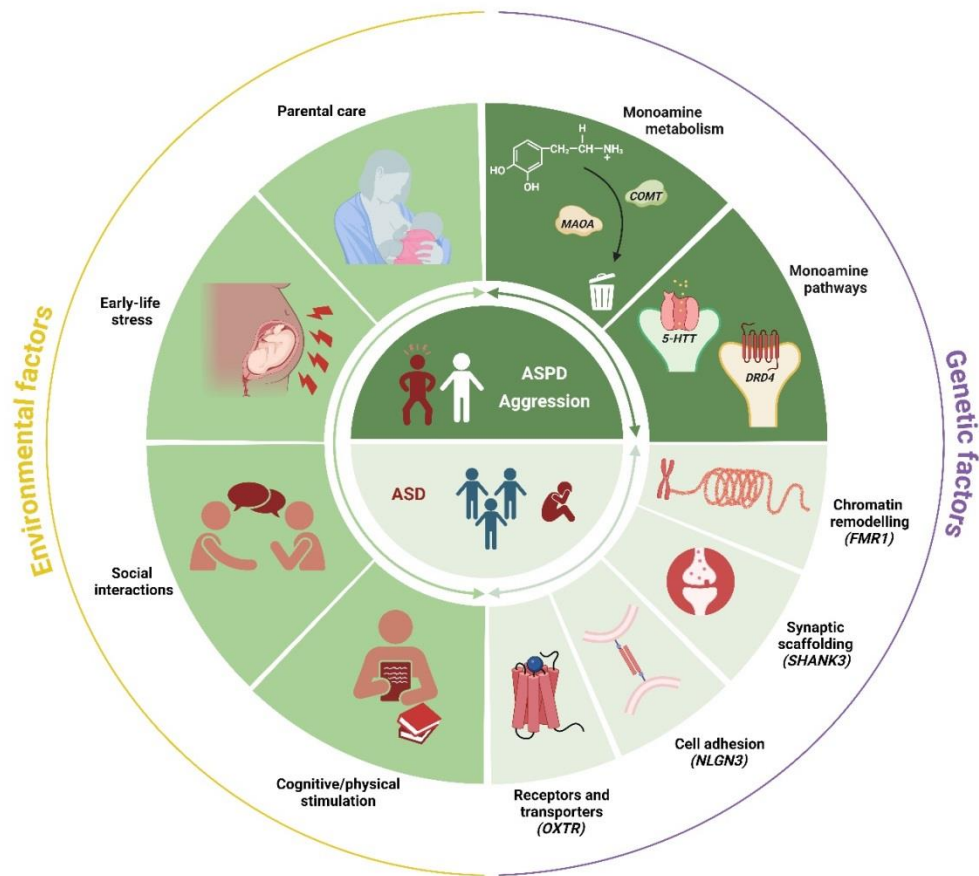 Environmental factors
Genetic factors
Parental care
Monoamine
metabolism
H
CH₂-CH-NH₃
+
HO
OH
COMT
MAOA
Monoamine
pathways
5-HTT
DRD4
Early-life
stress
ASPD
Aggression
ASD
Chromatin
remodelling
(FMR1)
Social
interactions
Synaptic
scaffolding
(SHANK3)
Cell adhesion
(NLGN3)
Cognitive/physical
stimulation
Receptors and
transporters
(OXTR)